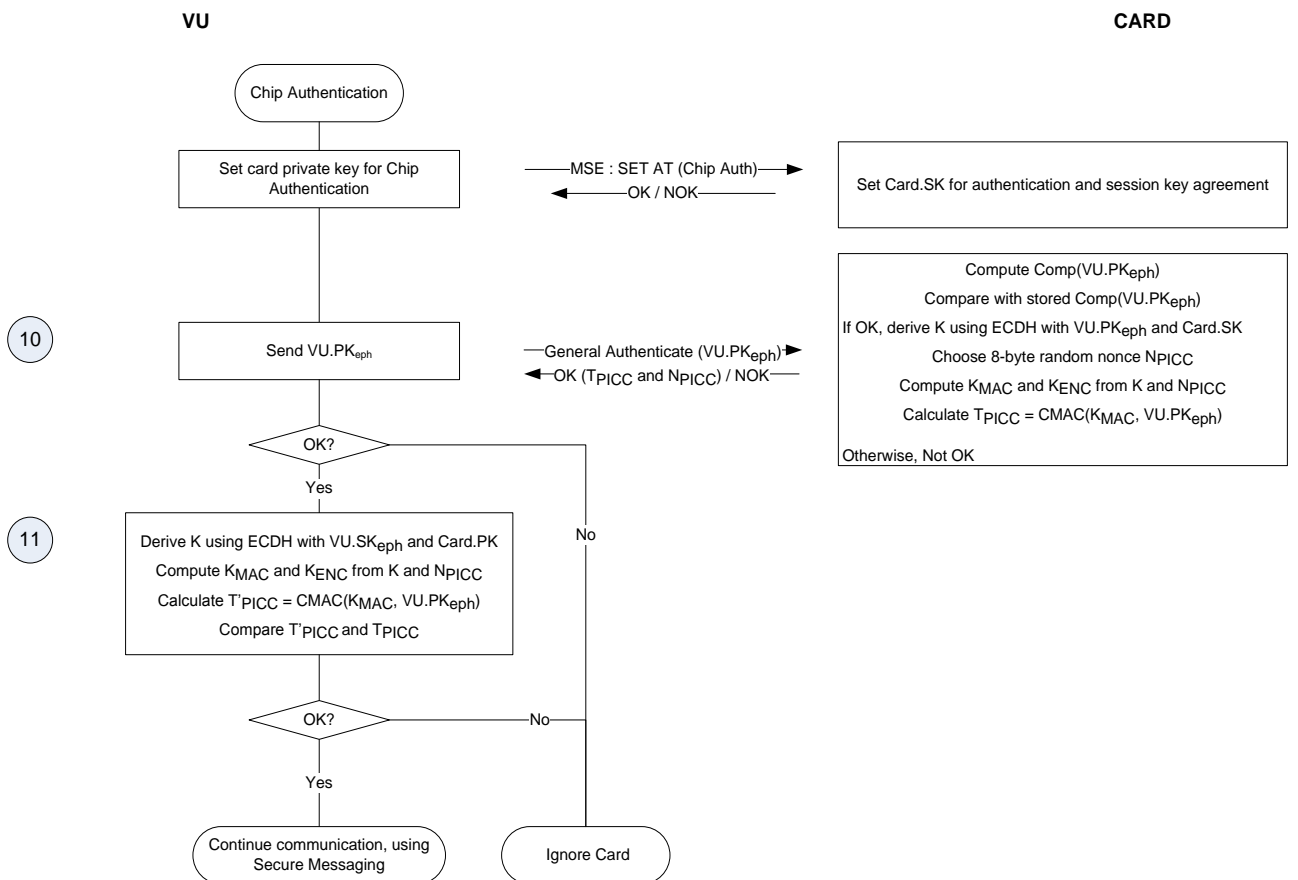 VU
CARD
Chip Authentication
Set card private key for Chip
Authentication
MSE : SET AT (Chip Auth)
OK / NOK
Set Card.SK for authentication and session key agreement
10
Send VU.PKeph
General Authenticate (VU.PKeph)
OK (TPICC and NPICC) / NOK
Compute Comp(VU.PKeph)
Compare with stored Comp(VU.PKeph)
If OK, derive K using ECDH with VU.PKeph and Card.SK
Choose 8-byte random nonce NPICC
Compute KMAC and KENC from K and NPICC
Calculate TPICC = CMAC(KMAC, VU.PKeph)
Otherwise, Not OK
OK?
Yes
No
11
Derive K using ECDH with VU.SKeph and Card.PK
Compute KMAC and KENC from K and NPICC
Calculate T'PICC = CMAC(KMAC, VU.PKeph)
Compare T'PICC and TPICC
OK?
No
Yes
Continue communication, using
Secure Messaging
Ignore Card